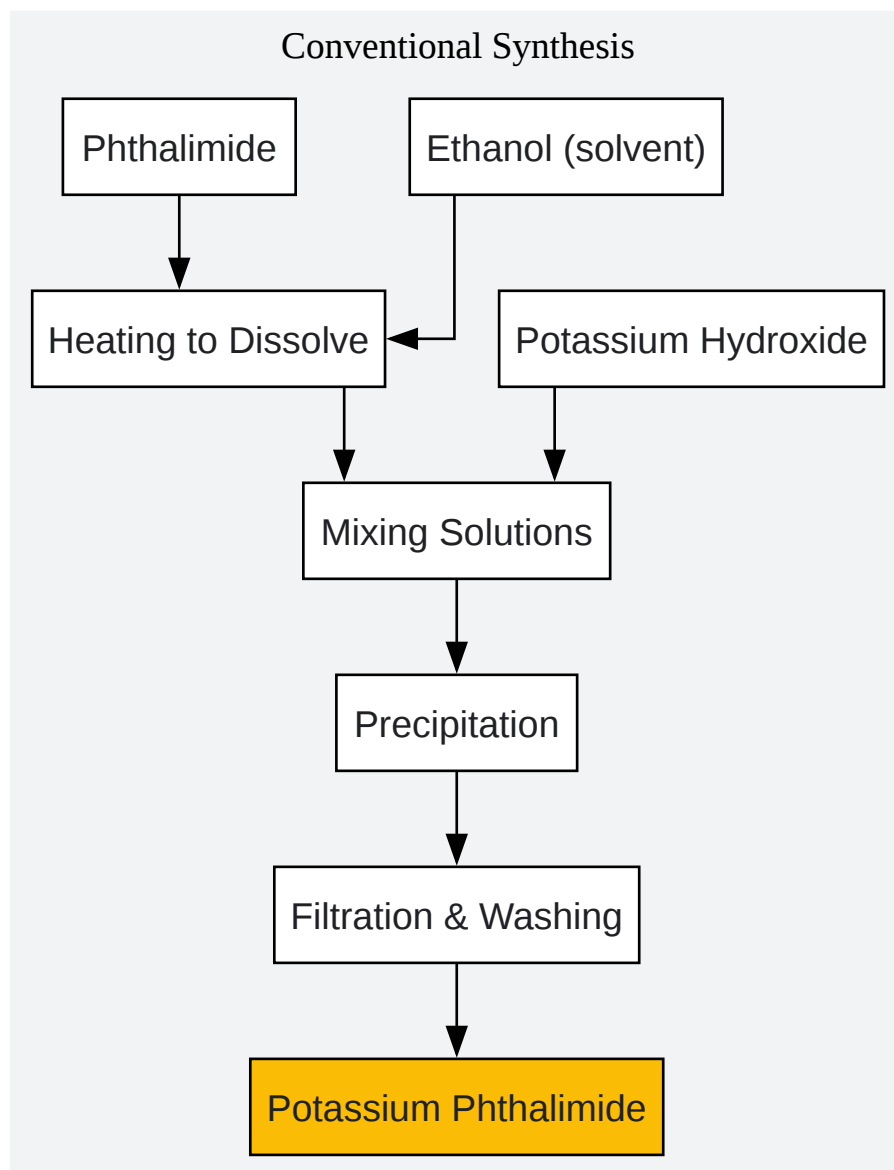 Conventional Synthesis
Phthalimide
Ethanol (solvent)
Heating to Dissolve
Potassium Hydroxide
Mixing Solutions
Precipitation
Filtration & Washing
Potassium Phthalimide